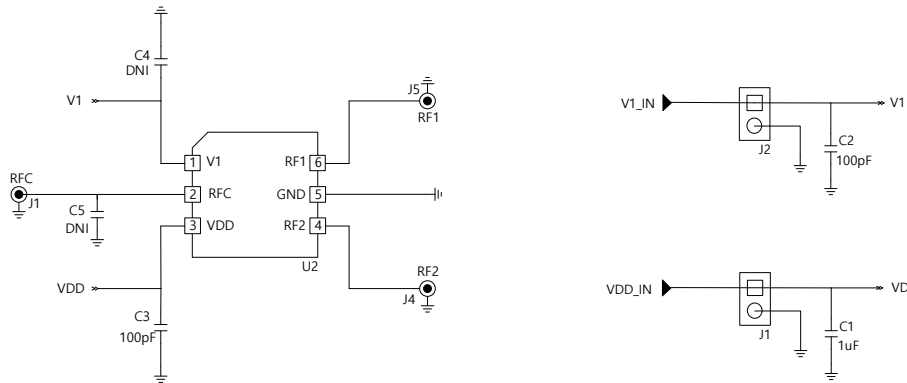 C4
DNI
V1
J5
RF1
1 V1
RF1 6
RFC
J1
2 RFC
GND 5
C5
DNI
3 VDD
RF2 4
U2
VDD
RF2
J4
C3
100pF
V1_IN
V1
J2
C2
100pF
VDD_IN
VD
J1
C1
1uF